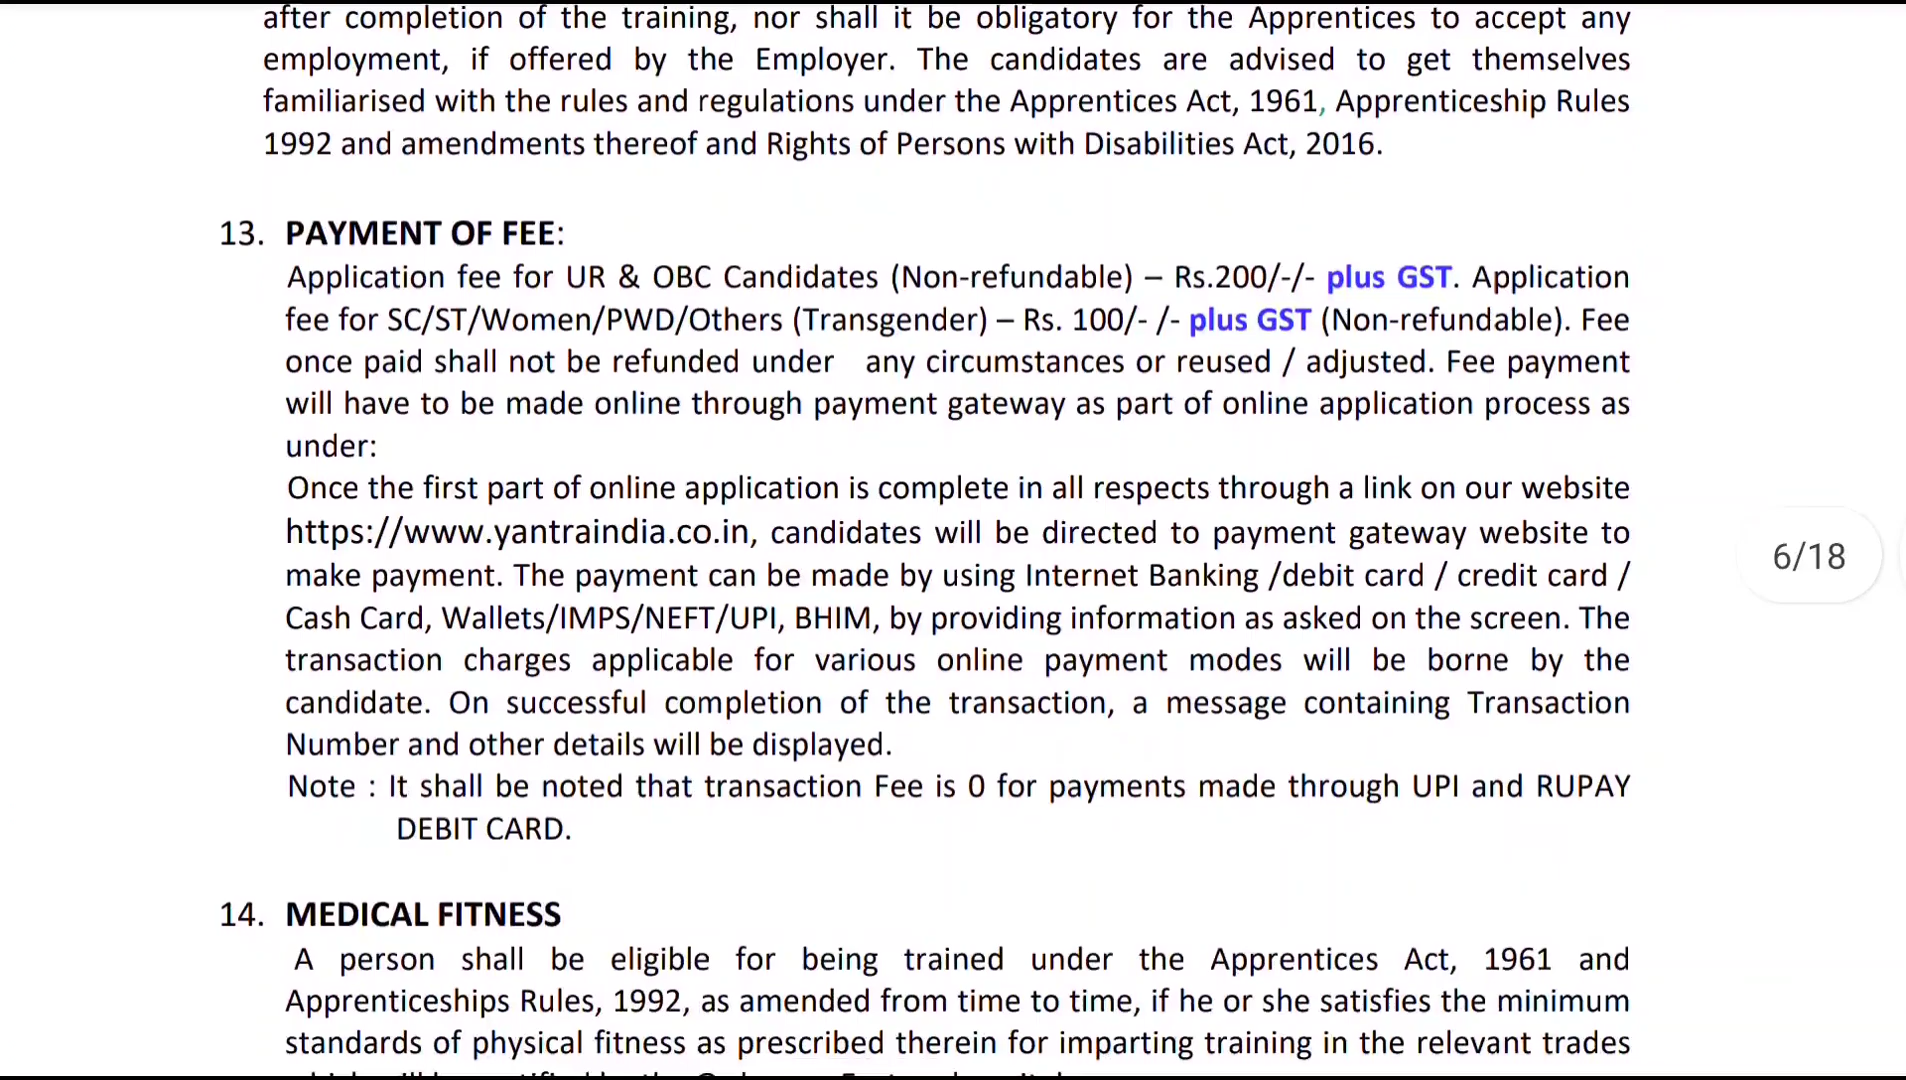 after completion of the training, nor shall it be obligatory for the Apprentices to accept any
employment, if offered by the Employer. The candidates are advised to get themselves
familiarised with the rules and regulations under the Apprentices Act, 1961, Apprenticeship Rules
1992 and amendments thereof and Rights of Persons with Disabilities Act, 2016.
13. PAYMENT OF FEE:
Application fee for UR & OBC Candidates (Non-refundable) – Rs.200/-/- plus GST. Application
fee for SC/ST/Women/PWD/Others (Transgender) – Rs. 100/- /- plus GST (Non-refundable). Fee
once paid shall not be refunded under any circumstances or reused / adjusted. Fee payment
will have to be made online through payment gateway as part of online application process as
under:
Once the first part of online application is complete in all respects through a link on our website
https://www.yantraindia.co.in, candidates will be directed to payment gateway website to
make payment. The payment can be made by using Internet Banking /debit card / credit card /
Cash Card, Wallets/IMPS/NEFT/UPI, BHIM, by providing information as asked on the screen. The
transaction charges applicable for various online payment modes will be borne by the
candidate. On successful completion of the transaction, a message containing Transaction
Number and other details will be displayed.
Note : It shall be noted that transaction Fee is 0 for payments made through UPI and RUPAY
DEBIT CARD.
14. MEDICAL FITNESS
A person shall be eligible for being trained under the Apprentices Act, 1961 and
Apprenticeships Rules, 1992, as amended from time to time, if he or she satisfies the minimum
standards of physical fitness as prescribed therein for imparting training in the relevant trades
6/18